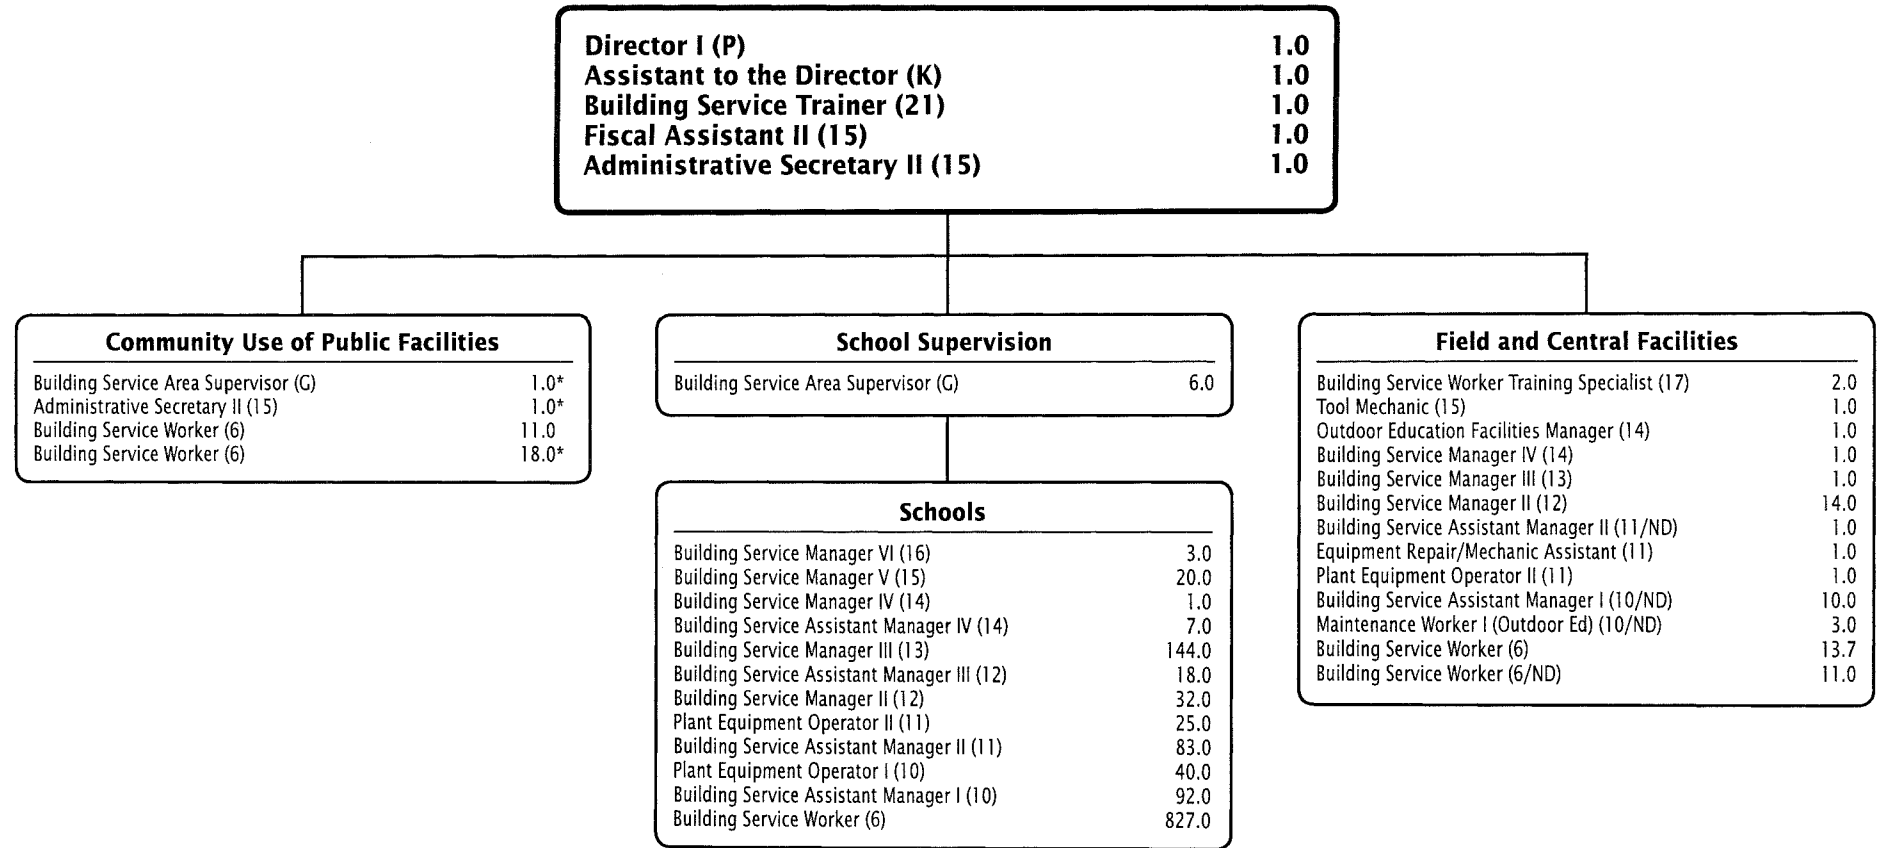 Director I (P) 1.0
Assistant to the Director (K) 1.0
Building Service Trainer (21) 1.0
Fiscal Assistant II (15) 1.0
Administrative Secretary II (15) 1.0
Community Use of Public Facilities
Building Service Area Supervisor (G) 1.0*
Administrative Secretary II (15) 1.0*
Building Service Worker (6) 11.0
Building Service Worker (6) 18.0*
School Supervision
Building Service Area Supervisor (G) 6.0
Schools
Building Service Manager VI (16) 3.0
Building Service Manager V (15) 20.0
Building Service Manager IV (14) 1.0
Building Service Assistant Manager IV (14) 7.0
Building Service Manager III (13) 144.0
Building Service Assistant Manager III (12) 18.0
Building Service Manager II (12) 32.0
Plant Equipment Operator II (11) 25.0
Building Service Assistant Manager II (11) 83.0
Plant Equipment Operator I (10) 40.0
Building Service Assistant Manager I (10) 92.0
Building Service Worker (6) 827.0
Field and Central Facilities
Building Service Worker Training Specialist (17) 2.0
Tool Mechanic (15) 1.0
Outdoor Education Facilities Manager (14) 1.0
Building Service Manager IV (14) 1.0
Building Service Manager III (13) 1.0
Building Service Manager II (12) 14.0
Building Service Assistant Manager II (11/ND) 1.0
Equipment Repair/Mechanic Assistant (11) 1.0
Plant Equipment Operator II (11) 1.0
Building Service Assistant Manager I (10/ND) 10.0
Maintenance Worker I (Outdoor Ed) (10/ND) 3.0
Building Service Worker (6) 13.7
Building Service Worker (6/ND) 11.0